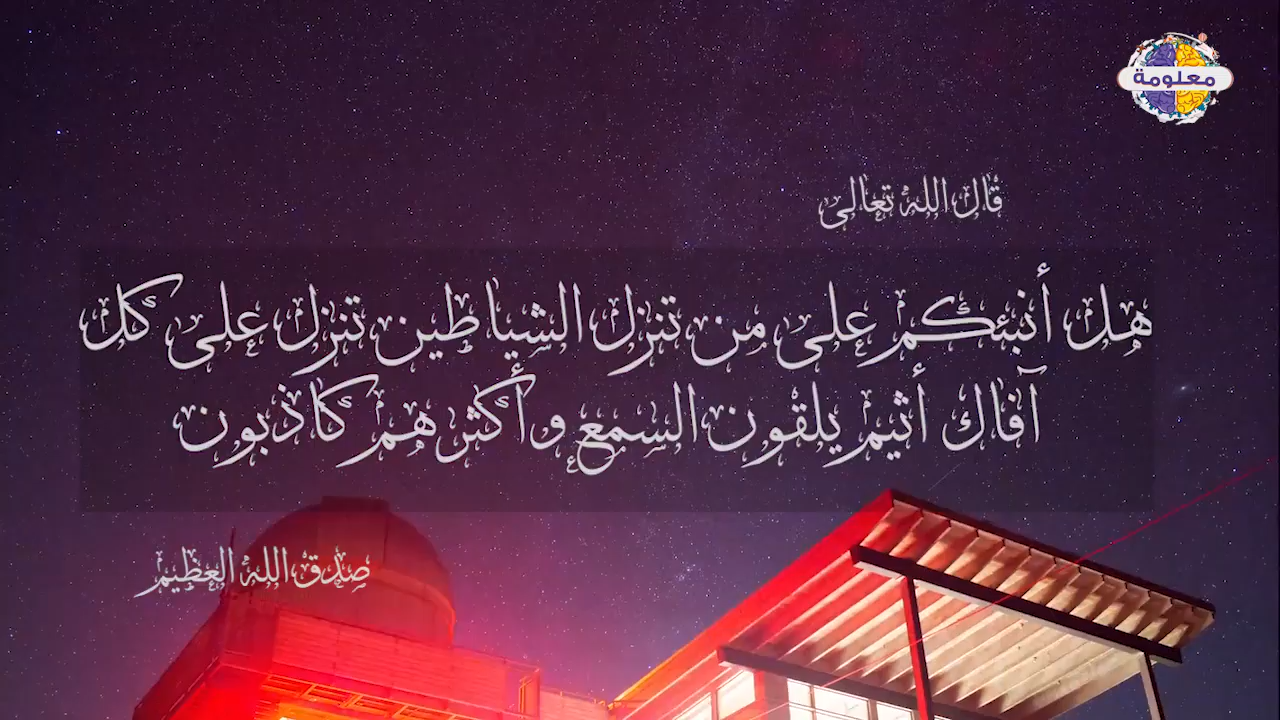 معلومة
قال الله تعالى
هل أنبئكم على من تنزل الشياطين تنزل على كل
آفاك أثيم يلقون السمع وأكثرهم كاذبون
صدق الله العظيم